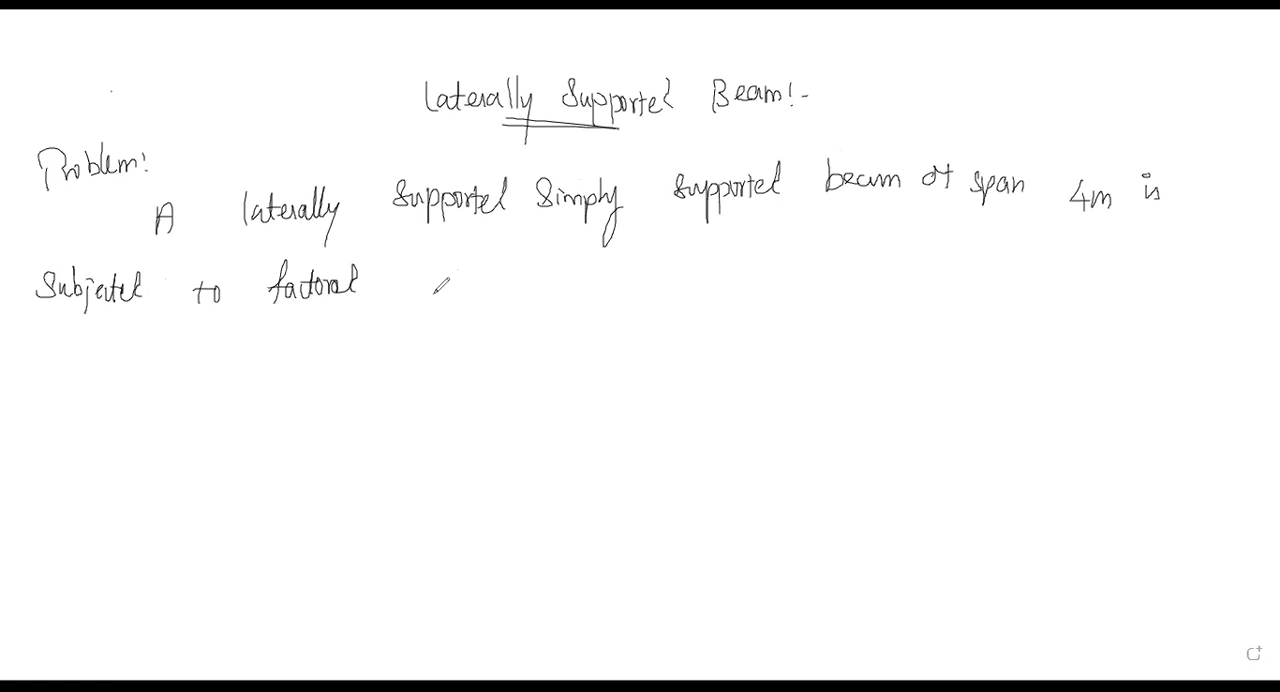 Laterally Supported Beam:-
Problem:
A laterally supported simply supported beam of span 4m is
Subjected to factored